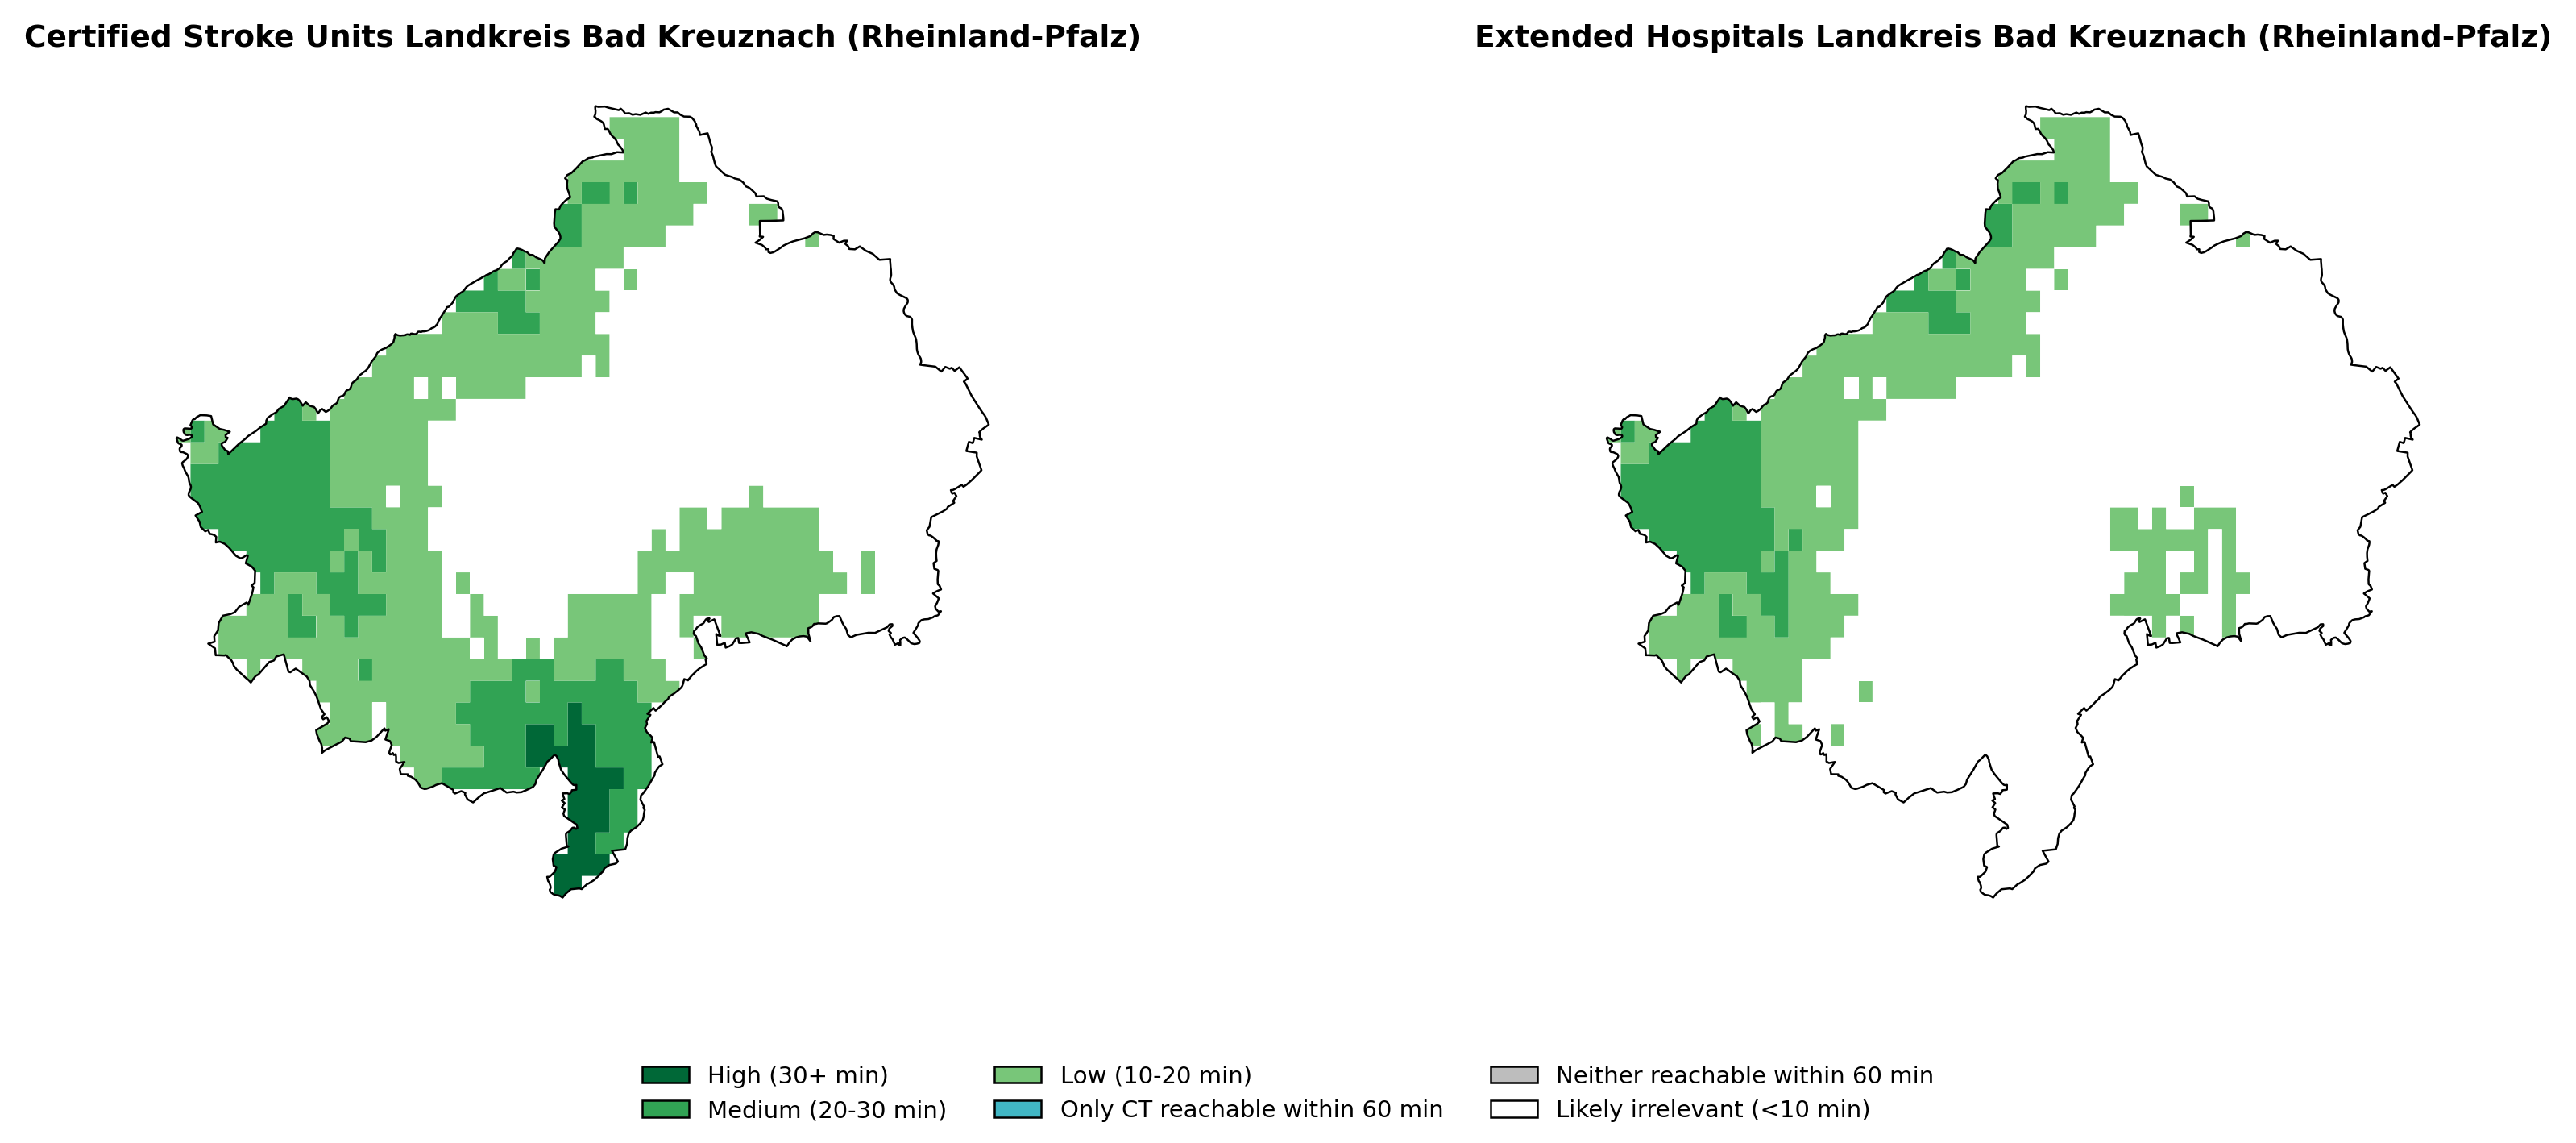 Certified Stroke Units Landkreis Bad Kreuznach (Rheinland-Pfalz)
Extended Hospitals Landkreis Bad Kreuznach (Rheinland-Pfalz)
High (30+ min)
Medium (20-30 min)
Low (10-20 min)
Only CT reachable within 60 min
Neither reachable within 60 min
Likely irrelevant (<10 min)